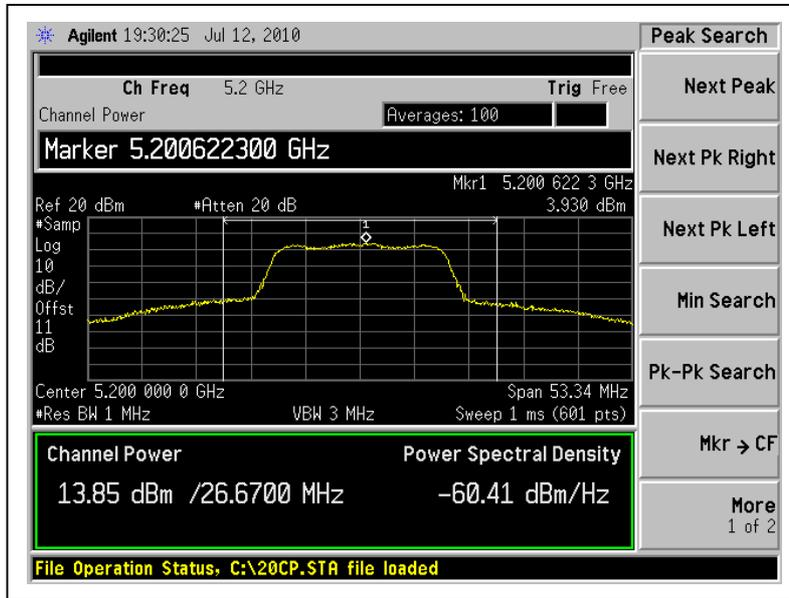 Agilent 19:30:25 Jul 12, 2010
Peak Search
Ch Freq 5.2 GHz Trig Free
Channel Power Averages: 100
Marker 5.200622300 GHz
Mkr1 5.200 622 3 GHz
Ref 20 dBm #Atten 20 dB 3.930 dBm
#Samp
Log
10
dB/
Offst
11
dB
1
Center 5.200 000 0 GHz Span 53.34 MHz
#Res BW 1 MHz VBW 3 MHz Sweep 1 ms (601 pts)
Channel Power Power Spectral Density
13.85 dBm /26.6700 MHz -60.41 dBm/Hz
File Operation Status, C:\20CP.STA file loaded
Next Peak
Next Pk Right
Next Pk Left
Min Search
Pk-Pk Search
Mkr → CF
More
1 of 2